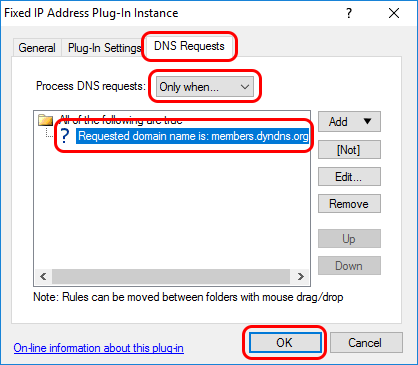 Fixed IP Address Plug-In Instance
General Plug-In Settings DNS Requests
Process DNS requests: Only when...
All of the following are true
? Requested domain name is: members.dyndns.org
Add
[Not]
Edit...
Remove
Up
Down
Note: Rules can be moved between folders with mouse drag/drop
On-line information about this plug-in
OK Cancel